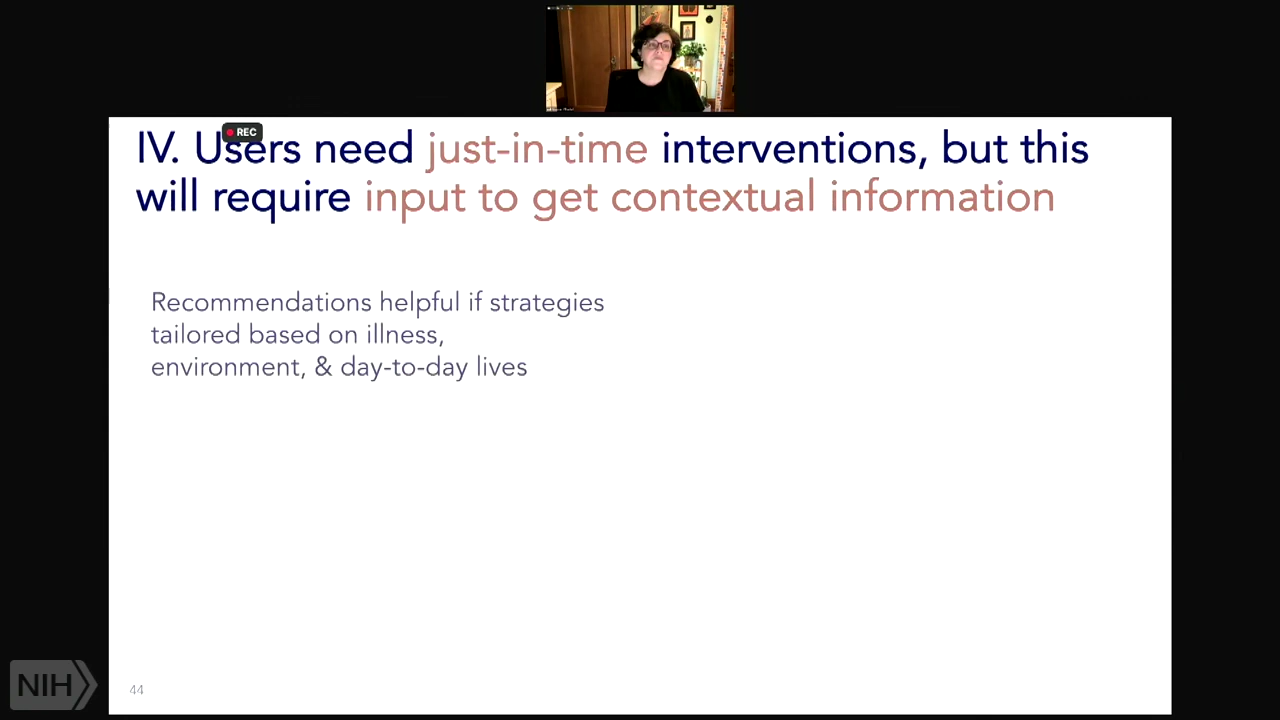 REC
IV. Users need just-in-time interventions, but this
will require input to get contextual information
Recommendations helpful if strategies
tailored based on illness,
environment, & day-to-day lives
NIH
44